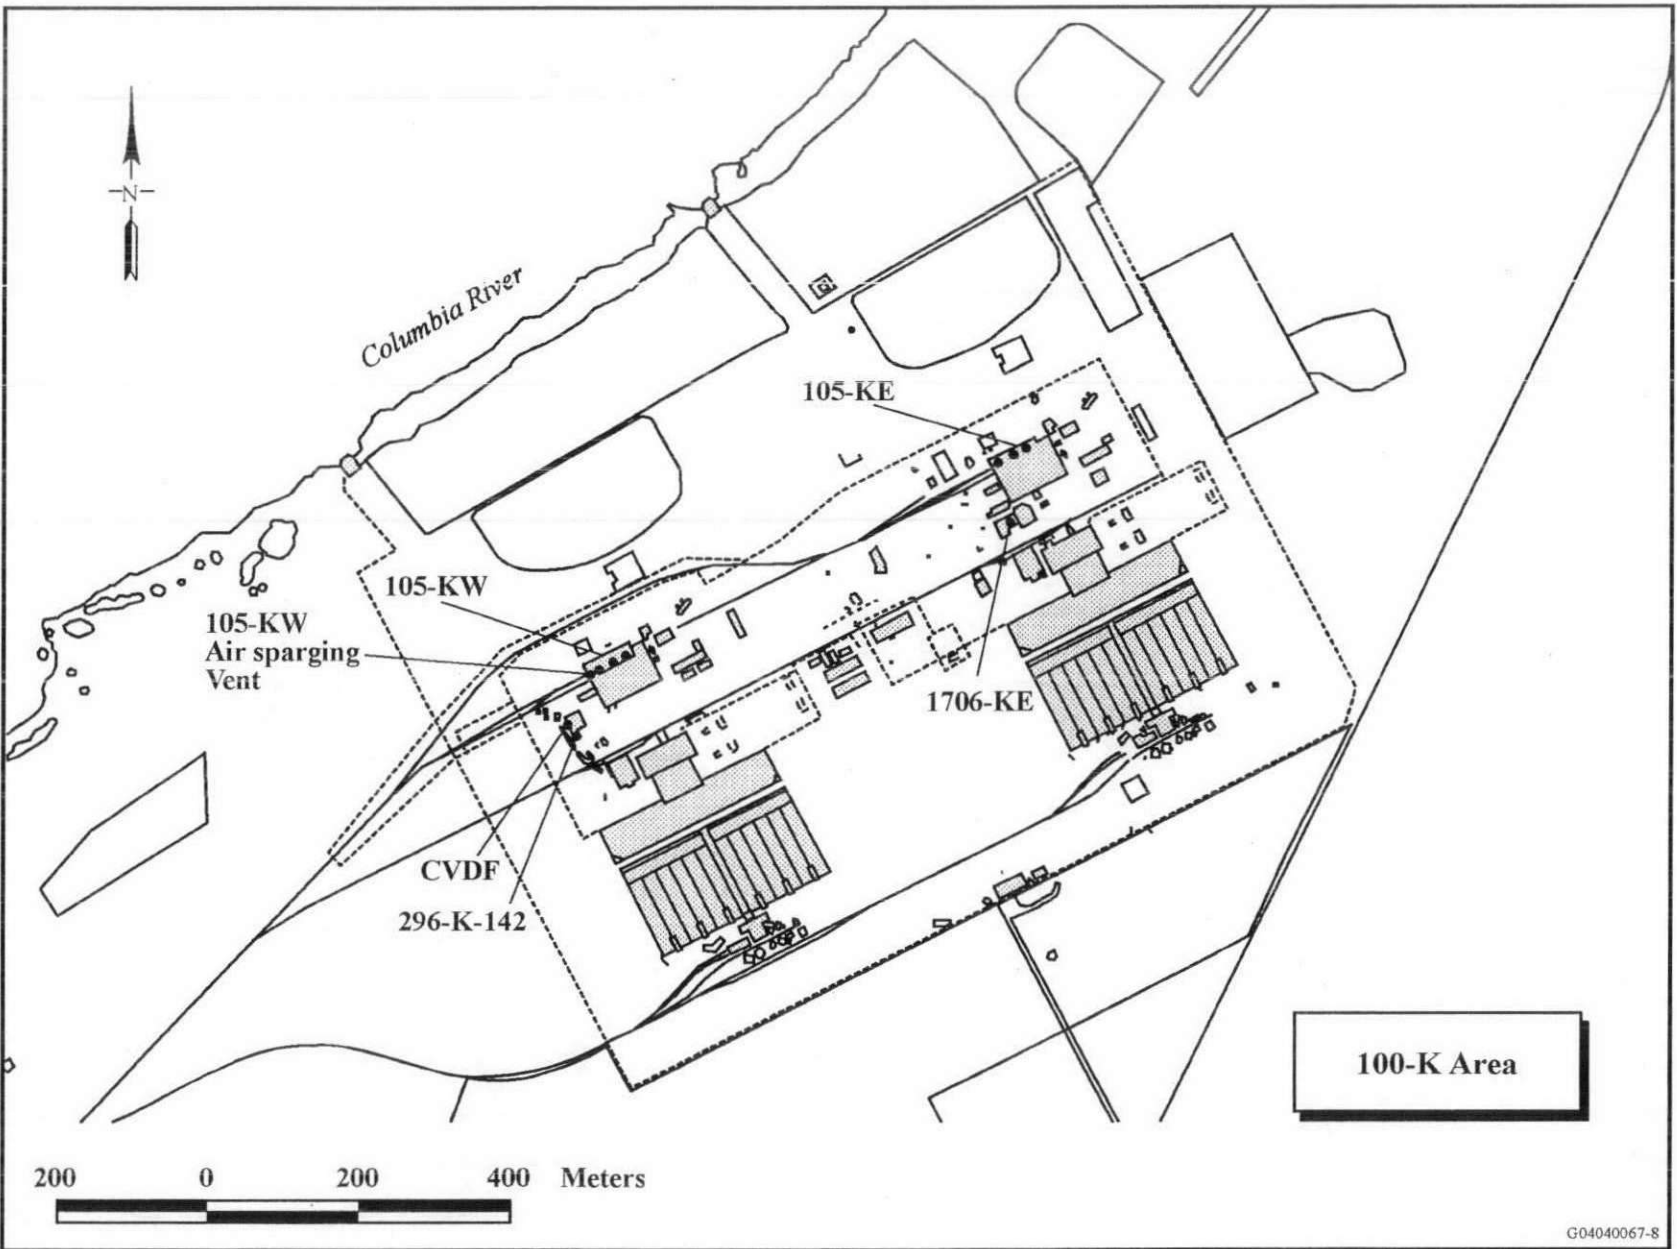 N
Columbia River
105-KE
105-KW
105-KW
Air sparging
Vent
1706-KE
CVDF
296-K-142
100-K Area
200 0 200 400 Meters
G04040067-8